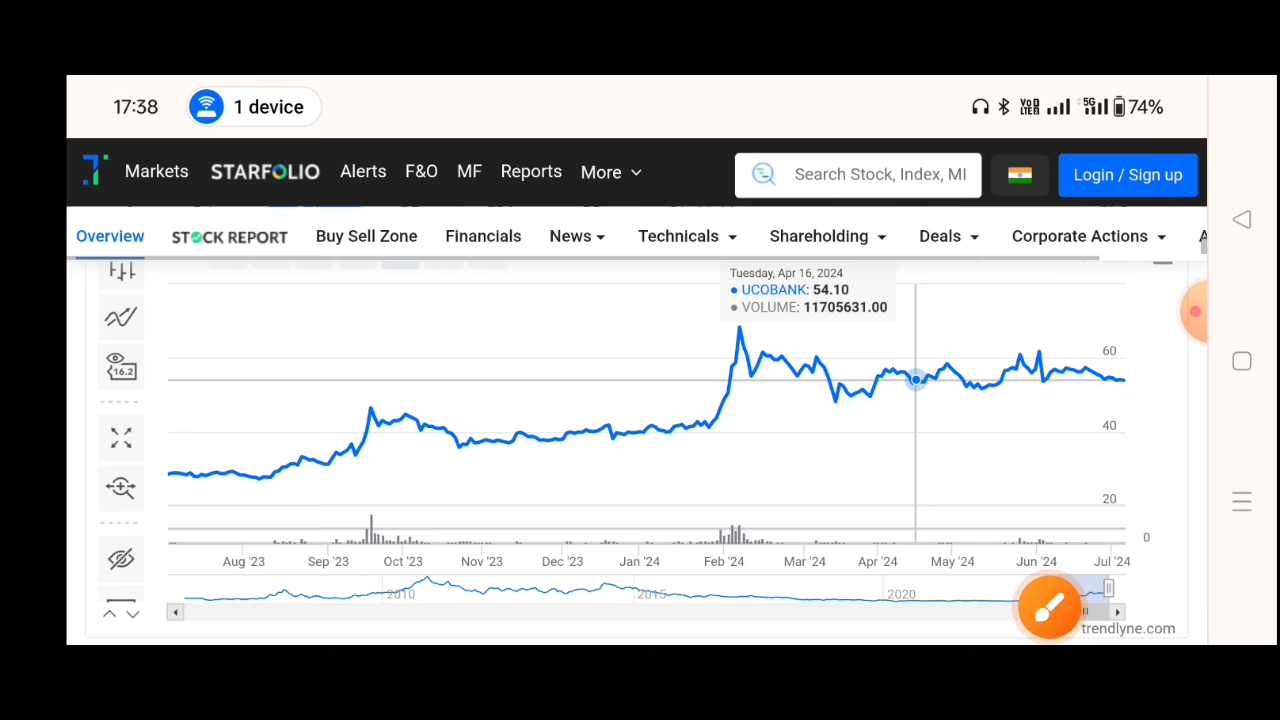 17:38 1 device VoD LTE 5G 74%
Markets STARFOLIO Alerts F&O MF Reports More Search Stock, Index, MI Login / Sign up
Overview STOCK REPORT Buy Sell Zone Financials News Technicals Shareholding Deals Corporate Actions A
Tuesday, Apr 16, 2024
UCOBANK: 54.10
VOLUME: 11705631.00
60
16.2
40
20
0
Aug '23 Sep '23 Oct '23 Nov '23 Dec '23 Jan '24 Feb '24 Mar '24 Apr '24 May '24 Jun '24 Jul '24
2010 2015 2020
trendlyne.com